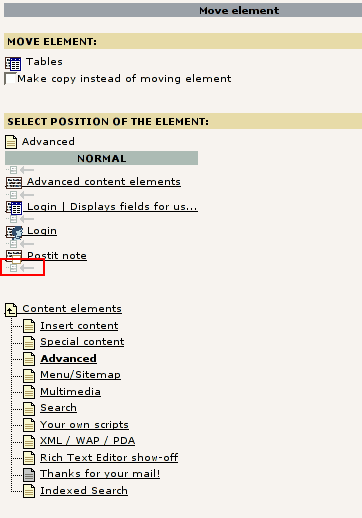 Move element
MOVE ELEMENT:
Tables
Make copy instead of moving element
SELECT POSITION OF THE ELEMENT:
Advanced
NORMAL
Advanced content elements
Login | Displays fields for us...
Login
Postit note
Content elements
Insert content
Special content
Advanced
Menu/Sitemap
Multimedia
Search
Your own scripts
XML / WAP / PDA
Rich Text Editor show-off
Thanks for your mail!
Indexed Search